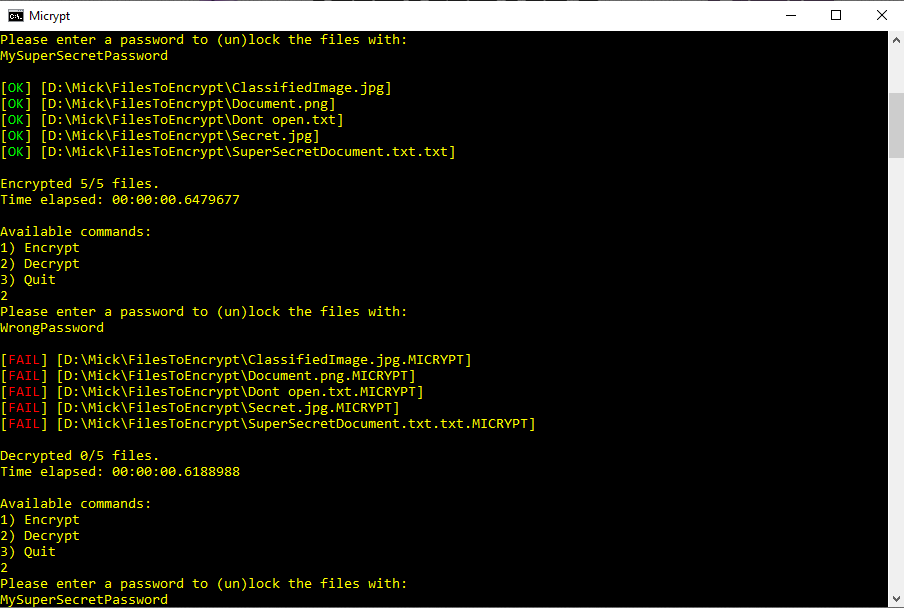 Micrypt
Please enter a password to (un)lock the files with:
MySuperSecretPassword
[OK] [D:\Mick\FilesToEncrypt\ClassifiedImage.jpg]
[OK] [D:\Mick\FilesToEncrypt\Document.png]
[OK] [D:\Mick\FilesToEncrypt\Dont open.txt]
[OK] [D:\Mick\FilesToEncrypt\Secret.jpg]
[OK] [D:\Mick\FilesToEncrypt\SuperSecretDocument.txt.txt]
Encrypted 5/5 files.
Time elapsed: 00:00:00.6479677
Available commands:
1) Encrypt
2) Decrypt
3) Quit
2
Please enter a password to (un)lock the files with:
WrongPassword
[FAIL] [D:\Mick\FilesToEncrypt\ClassifiedImage.jpg.MICRYPT]
[FAIL] [D:\Mick\FilesToEncrypt\Document.png.MICRYPT]
[FAIL] [D:\Mick\FilesToEncrypt\Dont open.txt.MICRYPT]
[FAIL] [D:\Mick\FilesToEncrypt\Secret.jpg.MICRYPT]
[FAIL] [D:\Mick\FilesToEncrypt\SuperSecretDocument.txt.txt.MICRYPT]
Decrypted 0/5 files.
Time elapsed: 00:00:00.6188988
Available commands:
1) Encrypt
2) Decrypt
3) Quit
2
Please enter a password to (un)lock the files with:
MySuperSecretPassword